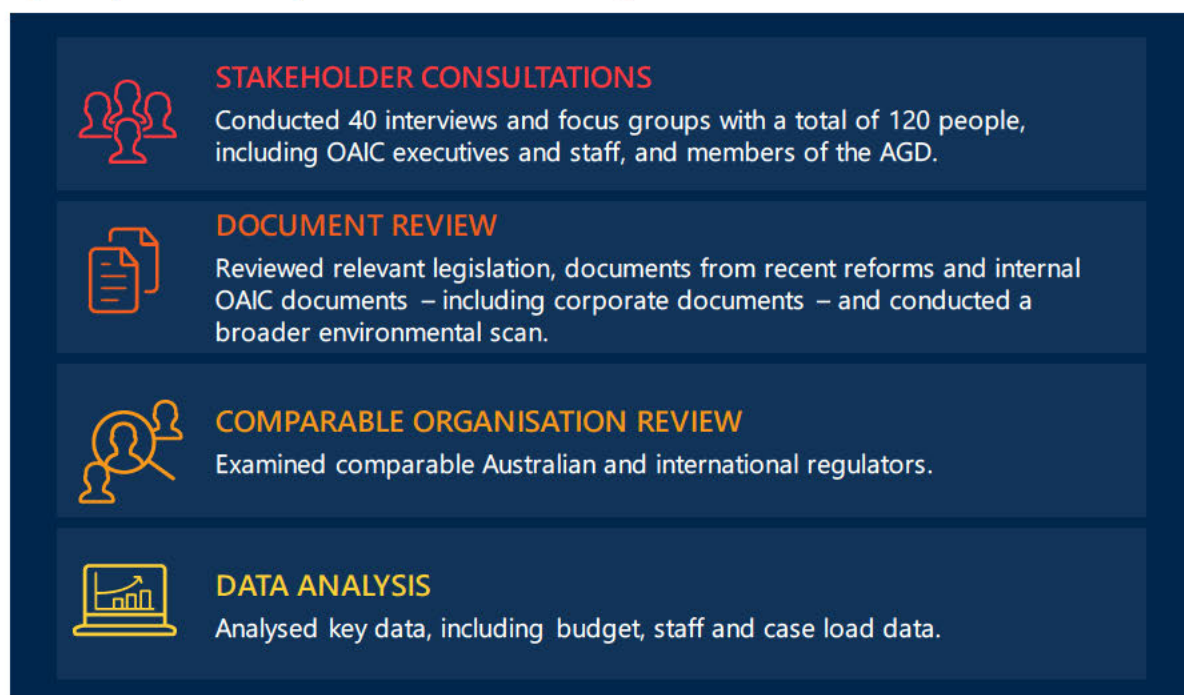 STAKEHOLDER CONSULTATIONS
Conducted 40 interviews and focus groups with a total of 120 people,
including OAIC executives and staff, and members of the AGD.
DOCUMENT REVIEW
Reviewed relevant legislation, documents from recent reforms and internal
OAIC documents – including corporate documents – and conducted a
broader environmental scan.
COMPARABLE ORGANISATION REVIEW
Examined comparable Australian and international regulators.
DATA ANALYSIS
Analysed key data, including budget, staff and case load data.